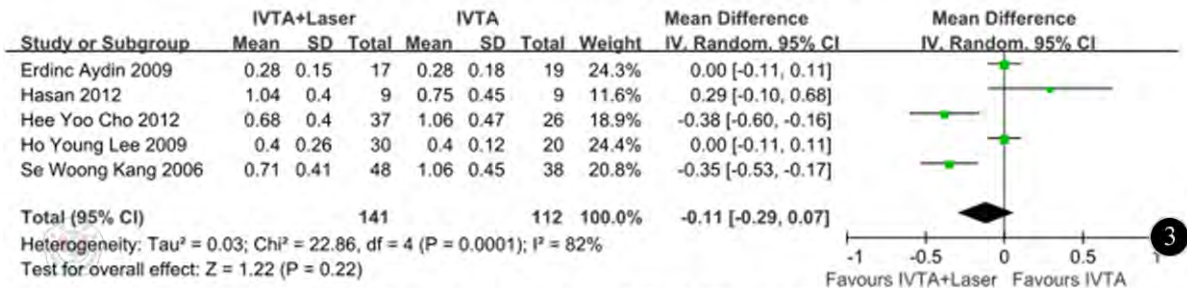 IVTA+Laser IVTA Mean Difference Mean Difference
Study or Subgroup Mean SD Total Mean SD Total Weight IV. Random. 95% CI IV. Random. 95% CI
Erdinc Aydin 2009 0.28 0.15 17 0.28 0.18 19 24.3% 0.00 [-0.11, 0.11]
Hasan 2012 1.04 0.4 9 0.75 0.45 9 11.6% 0.29 [-0.10, 0.68]
Hee Yoo Cho 2012 0.68 0.4 37 1.06 0.47 26 18.9% -0.38 [-0.60, -0.16]
Ho Young Lee 2009 0.4 0.26 30 0.4 0.12 20 24.4% 0.00 [-0.11, 0.11]
Se Woong Kang 2006 0.71 0.41 48 1.06 0.45 38 20.8% -0.35 [-0.53, -0.17]
Total (95% CI) 141 112 100.0% -0.11 [-0.29, 0.07]
Heterogeneity: Tau² = 0.03; Chi² = 22.86, df = 4 (P = 0.0001); I² = 82%
Test for overall effect: Z = 1.22 (P = 0.22)
-1 -0.5 0 0.5 1
3
Favours IVTA+Laser Favours IVTA